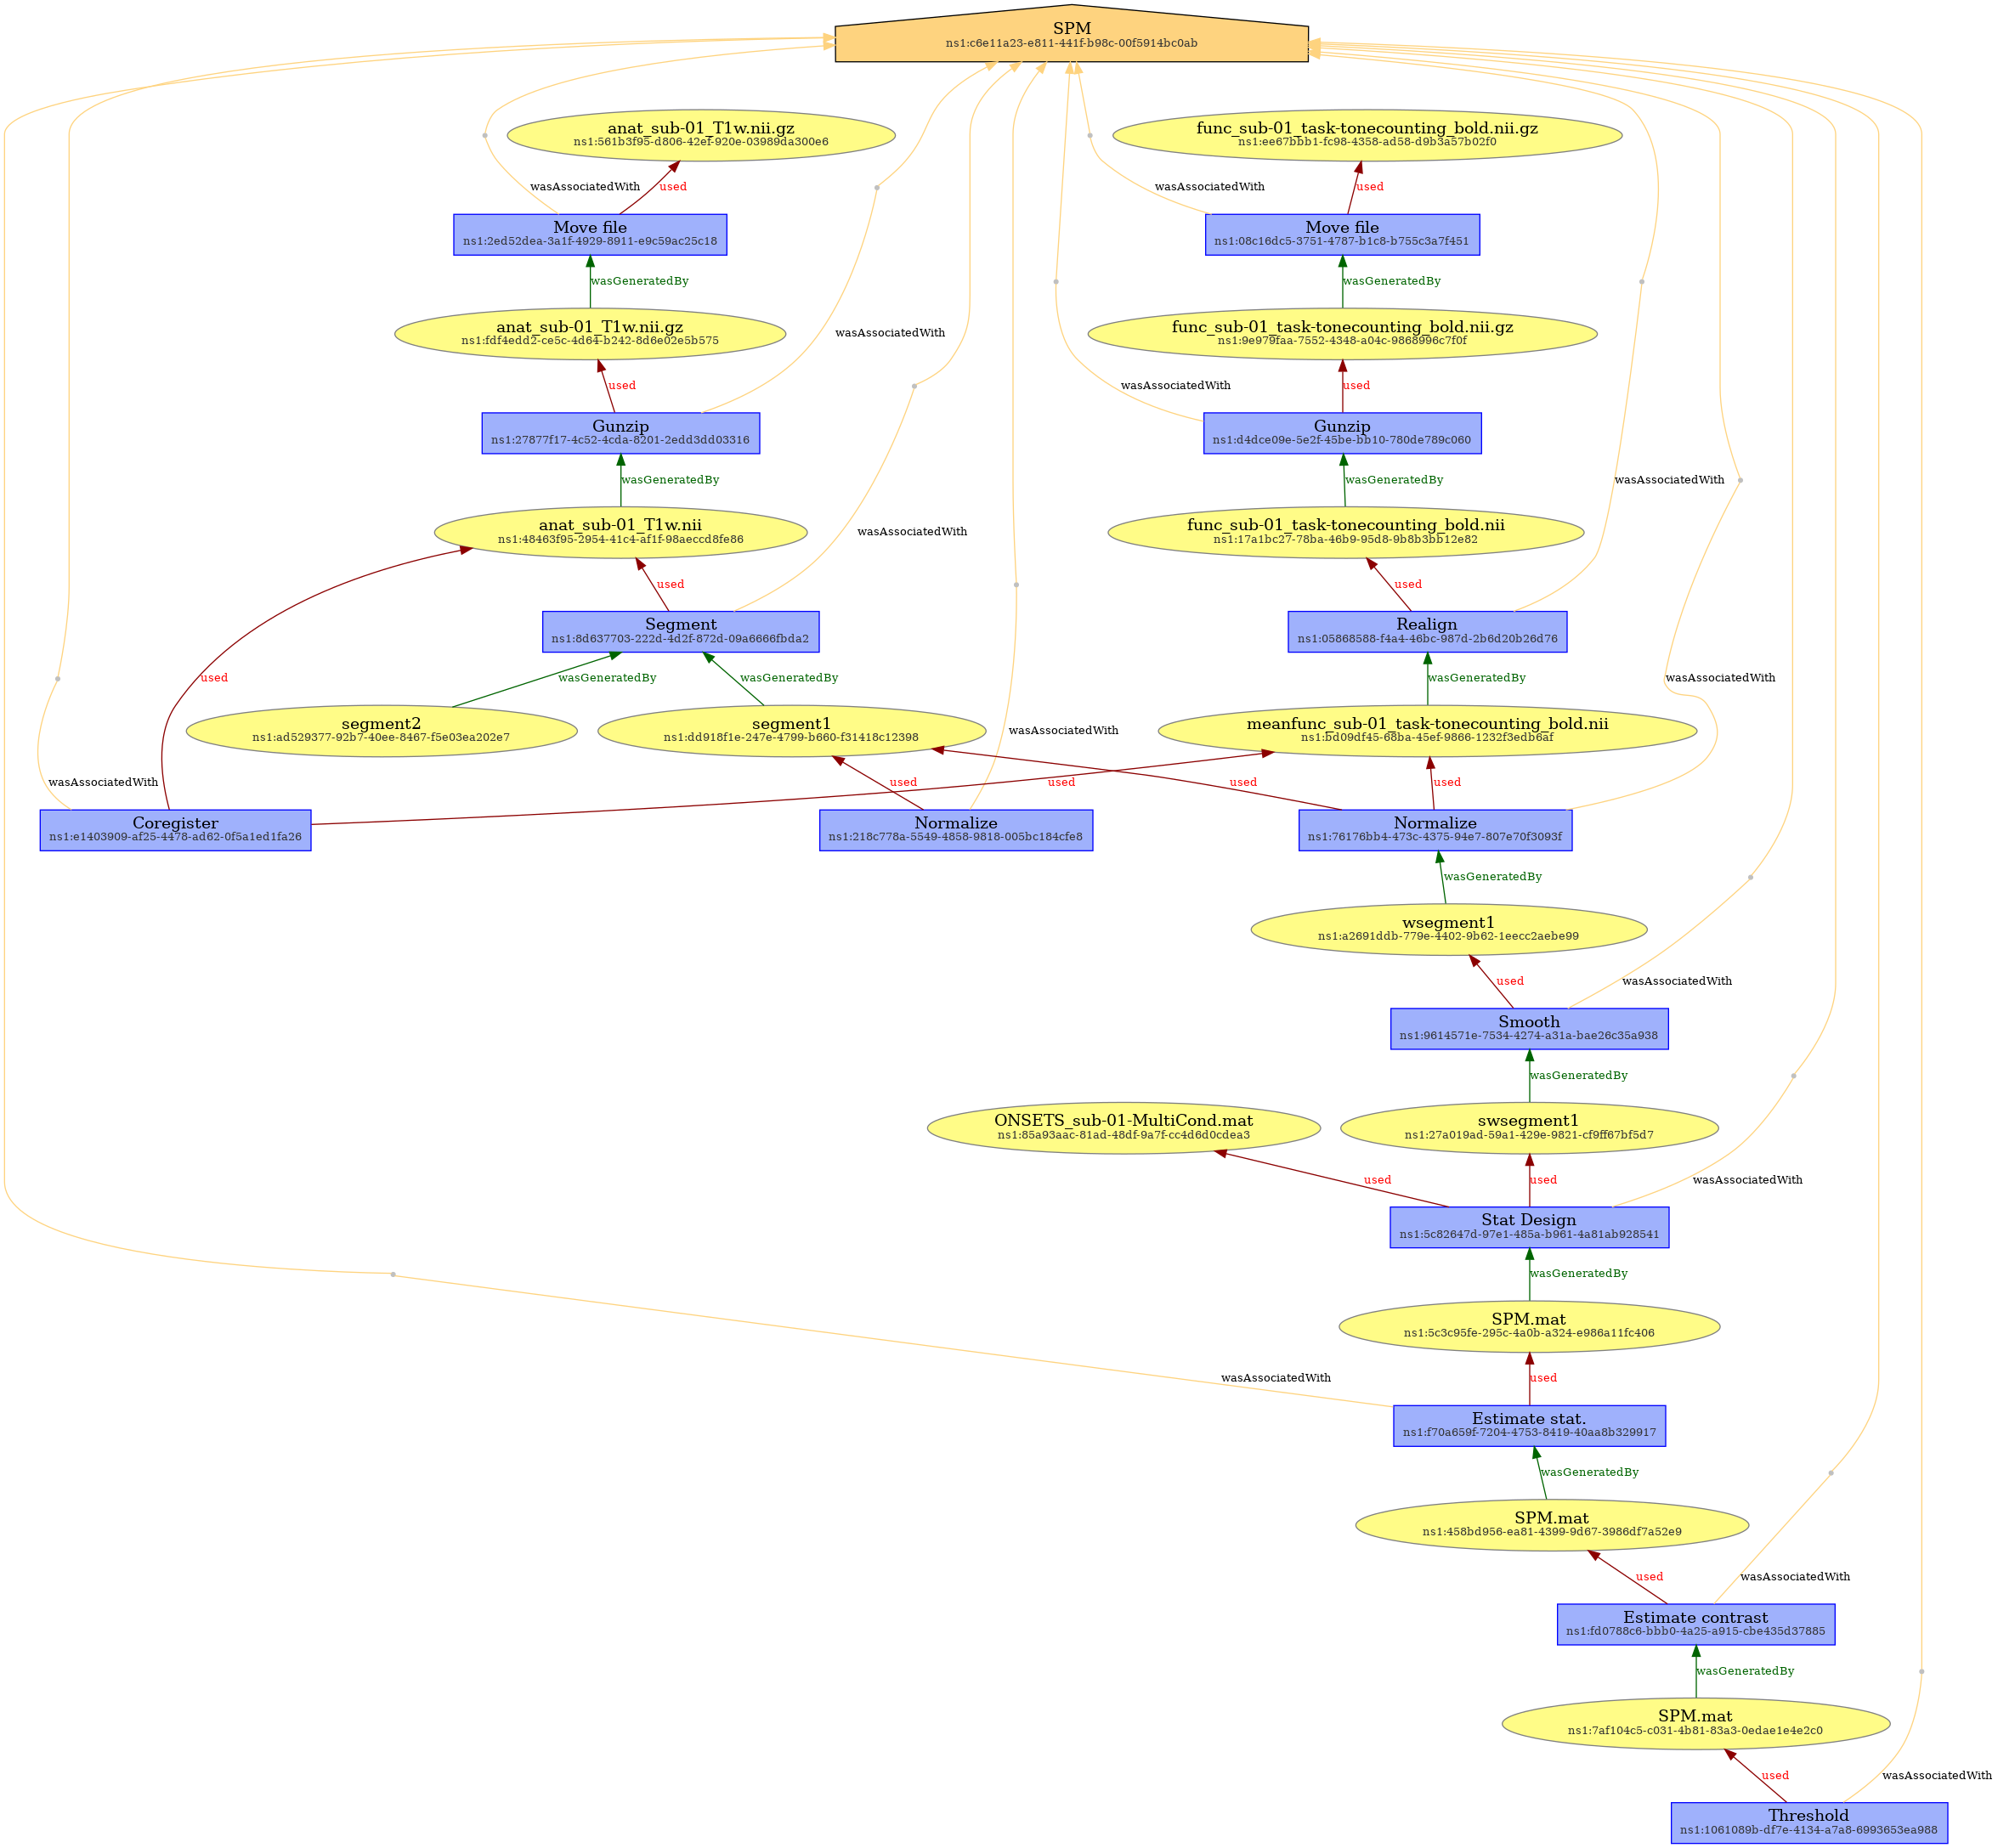 SPM
ns1:c6e11a23-e811-441f-b98c-00f5914bc0ab
anat_sub-01_T1w.nii.gz
ns1:561b3f95-d806-42ef-920e-03989da300e6
func_sub-01_task-tonecounting_bold.nii.gz
ns1:ee67bbb1-fc98-4358-ad58-d9b3a57b02f0
wasAssociatedWith
used
wasAssociatedWith
used
Move file
ns1:2ed52dea-3a1f-4929-8911-e9c59ac25c18
Move file
ns1:08c16dc5-3751-4787-b1c8-b755c3a7f451
wasGeneratedBy
wasGeneratedBy
anat_sub-01_T1w.nii.gz
ns1:fdf4edd2-ce5c-4d64-b242-8d6e02e5b575
wasAssociatedWith
func_sub-01_task-tonecounting_bold.nii.gz
ns1:9e979faa-7552-4348-a04c-9868996c7f0f
used
wasAssociatedWith
used
Gunzip
ns1:27877f17-4c52-4cda-8201-2edd3dd03316
Gunzip
ns1:d4dce09e-5e2f-45be-bb10-780de789c060
wasGeneratedBy
wasGeneratedBy
wasAssociatedWith
anat_sub-01_T1w.nii
ns1:48463f95-2954-41c4-af1f-98aeccd8fe86
wasAssociatedWith
func_sub-01_task-tonecounting_bold.nii
ns1:17a1bc27-78ba-46b9-95d8-9b8b3bb12e82
used
used
Segment
ns1:8d637703-222d-4d2f-872d-09a6666fbda2
Realign
ns1:05868588-f4a4-46bc-987d-2b6d20b26d76
used
wasGeneratedBy
wasGeneratedBy
wasGeneratedBy
wasAssociatedWith
segment2
ns1:ad529377-92b7-40ee-8467-f5e03ea202e7
segment1
ns1:dd918f1e-247e-4799-b660-f31418c12398
wasAssociatedWith
meanfunc_sub-01_task-tonecounting_bold.nii
ns1:bd09df45-68ba-45ef-9866-1232f3edb6af
wasAssociatedWith
used
used
used
used
Coregister
ns1:e1403909-af25-4478-ad62-0f5a1ed1fa26
Normalize
ns1:218c778a-5549-4858-9818-005bc184cfe8
Normalize
ns1:76176bb4-473c-4375-94e7-807e70f3093f
wasGeneratedBy
wsegment1
ns1:a2691ddb-779e-4402-9b62-1eecc2aebe99
used
wasAssociatedWith
Smooth
ns1:9614571e-7534-4274-a31a-bae26c35a938
wasGeneratedBy
ONSETS_sub-01-MultiCond.mat
ns1:85a93aac-81ad-48df-9a7f-cc4d6d0cdea3
swsegment1
ns1:27a019ad-59a1-429e-9821-cf9ff67bf5d7
used
used
wasAssociatedWith
Stat Design
ns1:5c82647d-97e1-485a-b961-4a81ab928541
wasGeneratedBy
SPM.mat
ns1:5c3c95fe-295c-4a0b-a324-e986a11fc406
wasAssociatedWith
used
Estimate stat.
ns1:f70a659f-7204-4753-8419-40aa8b329917
wasGeneratedBy
SPM.mat
ns1:458bd956-ea81-4399-9d67-3986df7a52e9
used
wasAssociatedWith
Estimate contrast
ns1:fd0788c6-bbb0-4a25-a915-cbe435d37885
wasGeneratedBy
SPM.mat
ns1:7af104c5-c031-4b81-83a3-0edae1e4e2c0
used
wasAssociatedWith
Threshold
ns1:1061089b-df7e-4134-a7a8-6993653ea988